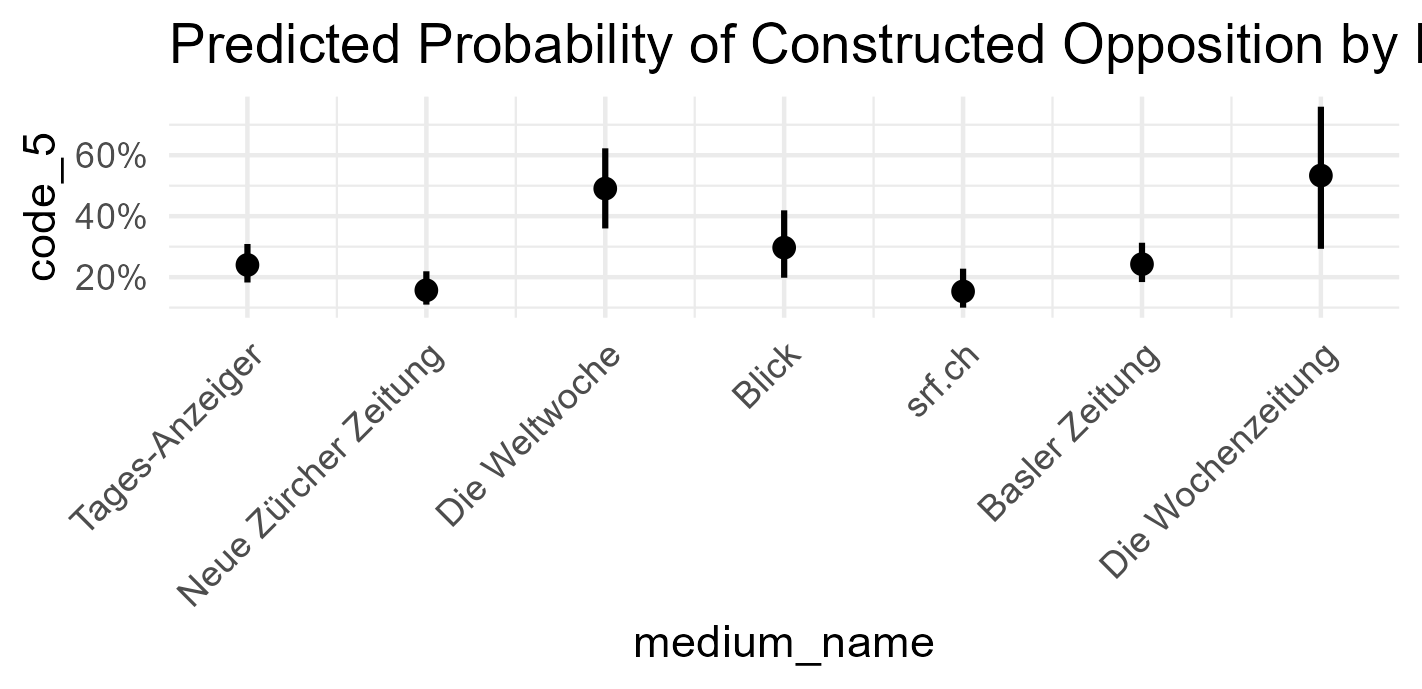 Predicted Probability of Constructed Opposition by
code_5
60%
40%
20%
Tages-Anzeiger
Neue Zürcher Zeitung
Die Weltwoche
Blick
srf.ch
Basler Zeitung
Die Wochenzeitung
medium_name